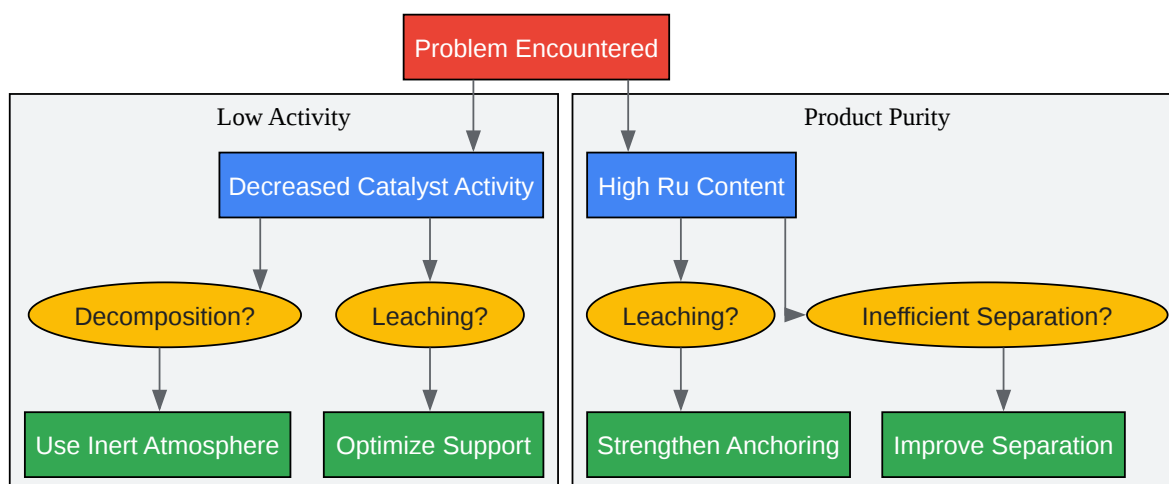 Problem Encountered
Low Activity
Product Purity
Decreased Catalyst Activity
High Ru Content
Decomposition?
Leaching?
Leaching?
Inefficient Separation?
Use Inert Atmosphere
Optimize Support
Strengthen Anchoring
Improve Separation